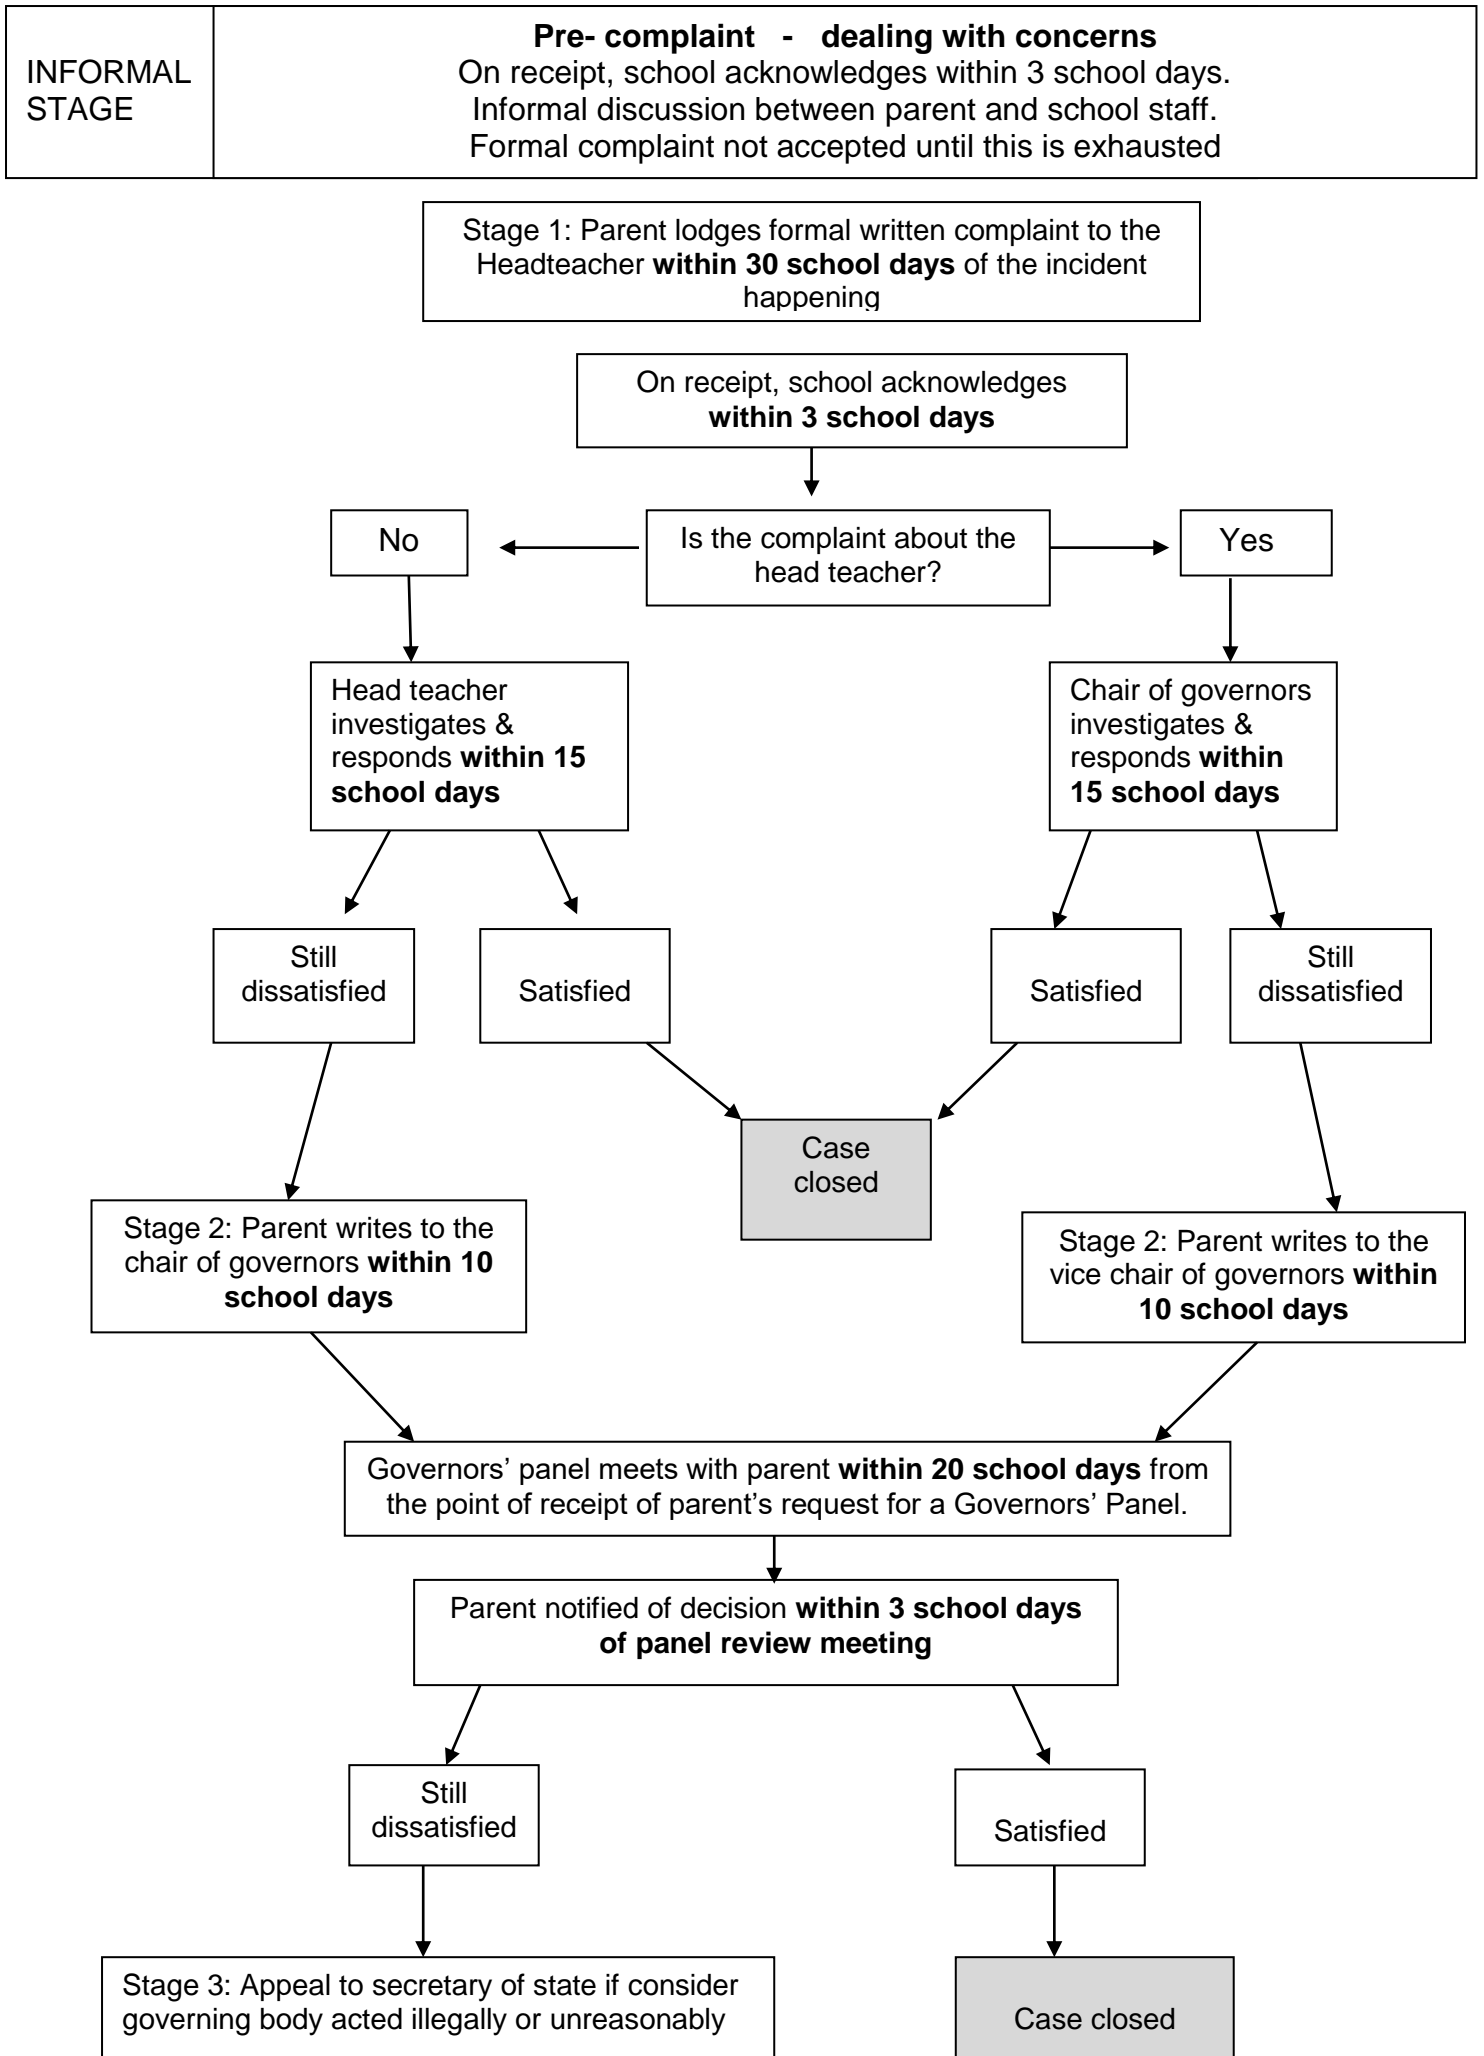 INFORMAL
STAGE
Pre- complaint - dealing with concerns
On receipt, school acknowledges within 3 school days.
Informal discussion between parent and school staff.
Formal complaint not accepted until this is exhausted
Stage 1: Parent lodges formal written complaint to the
Headteacher within 30 school days of the incident
happening
On receipt, school acknowledges
within 3 school days
No
Is the complaint about the
head teacher?
Yes
Head teacher
investigates &
responds within 15
school days
Chair of governors
investigates &
responds within
15 school days
Still
dissatisfied
Satisfied
Satisfied
Still
dissatisfied
Case
closed
Stage 2: Parent writes to the
chair of governors within 10
school days
Stage 2: Parent writes to the
vice chair of governors within
10 school days
Governors’ panel meets with parent within 20 school days from
the point of receipt of parent’s request for a Governors’ Panel.
Parent notified of decision within 3 school days
of panel review meeting
Still
dissatisfied
Satisfied
Stage 3: Appeal to secretary of state if consider
governing body acted illegally or unreasonably
Case closed